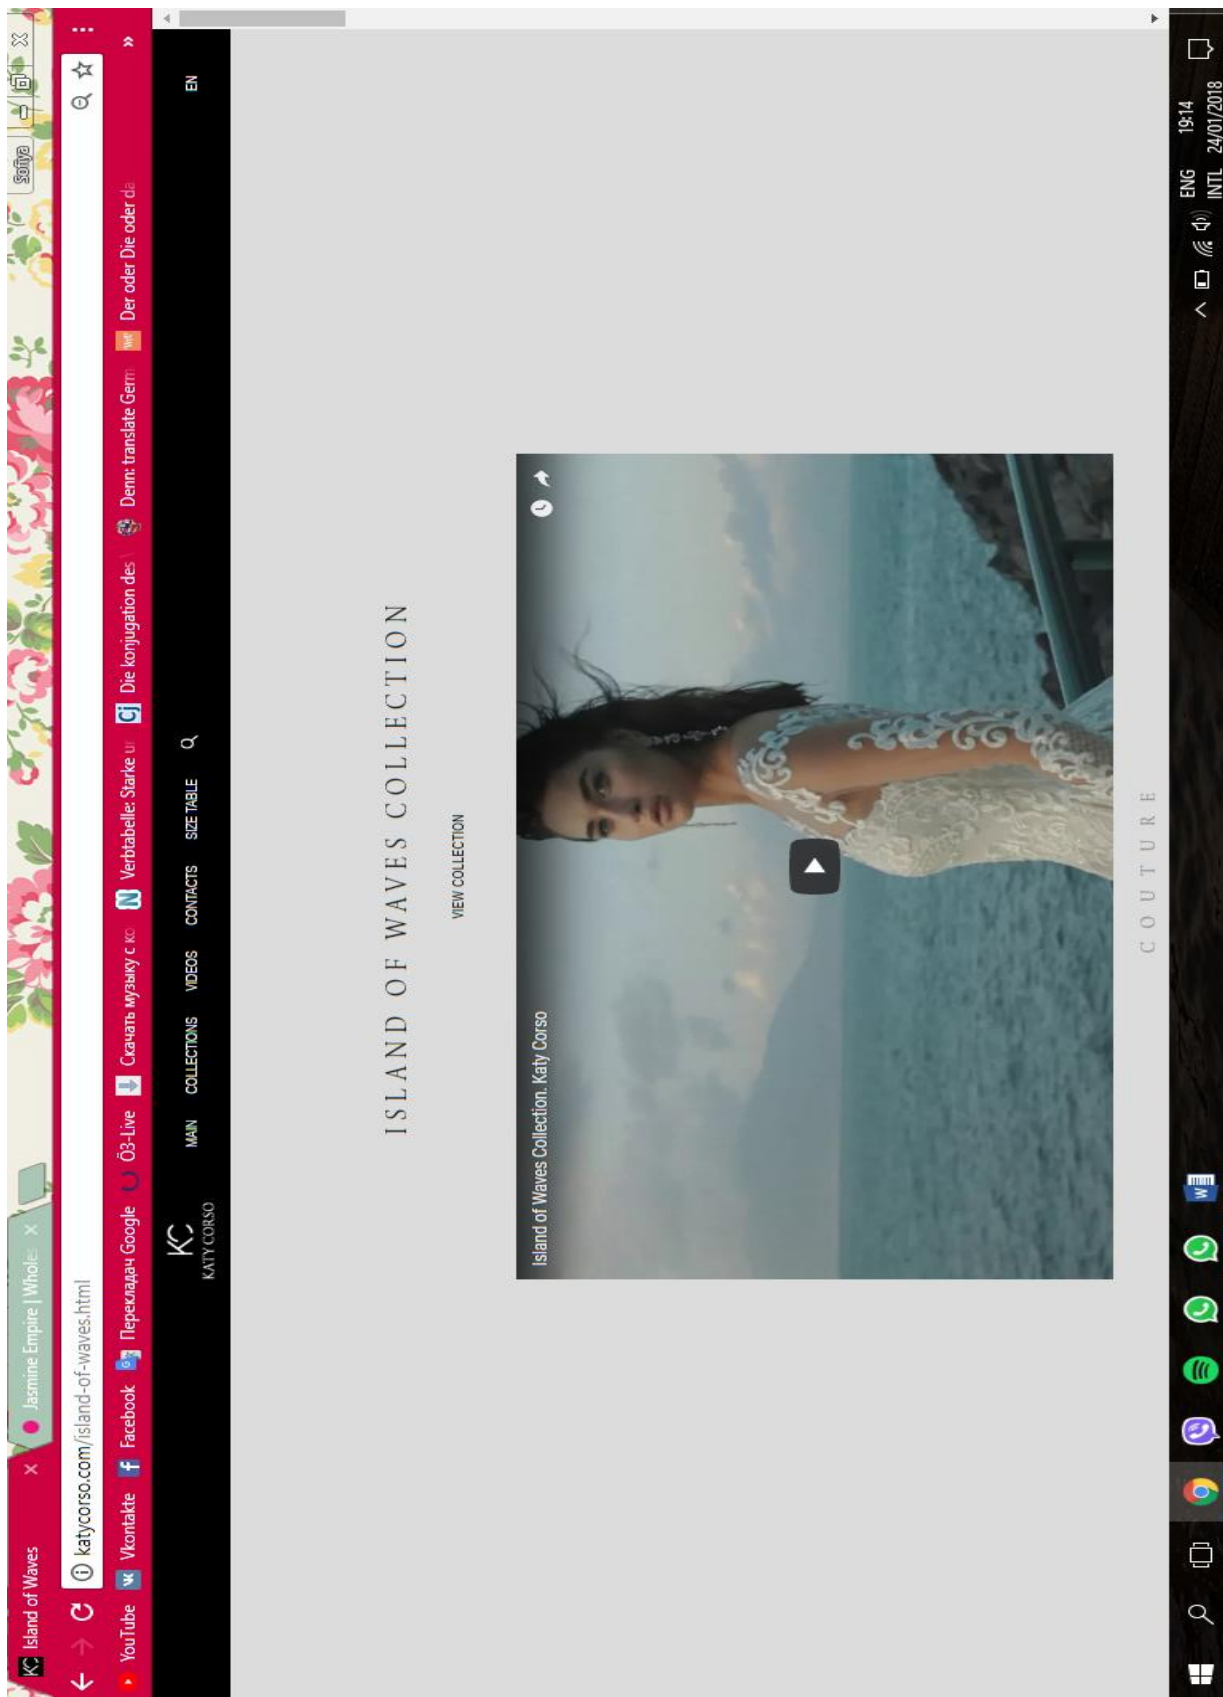 Sofiya
Island of Waves
Jasmine Empire | Wholes
katycorso.com/island-of-waves.html
YouTube Vkontakte Facebook Перекладач Google Ö3-Live Скачать музыку с ко Verbtabelle: Starke u Die konjugation des Denn: translate Germ Der oder Die oder da »
KC
KATY CORSO
MAIN COLLECTIONS VIDEOS CONTACTS SIZE TABLE
EN
ISLAND OF WAVES COLLECTION
VIEW COLLECTION
Island of Waves Collection. Katy Corso
COUTURE
ENG
INTL
19:14
24/01/2018